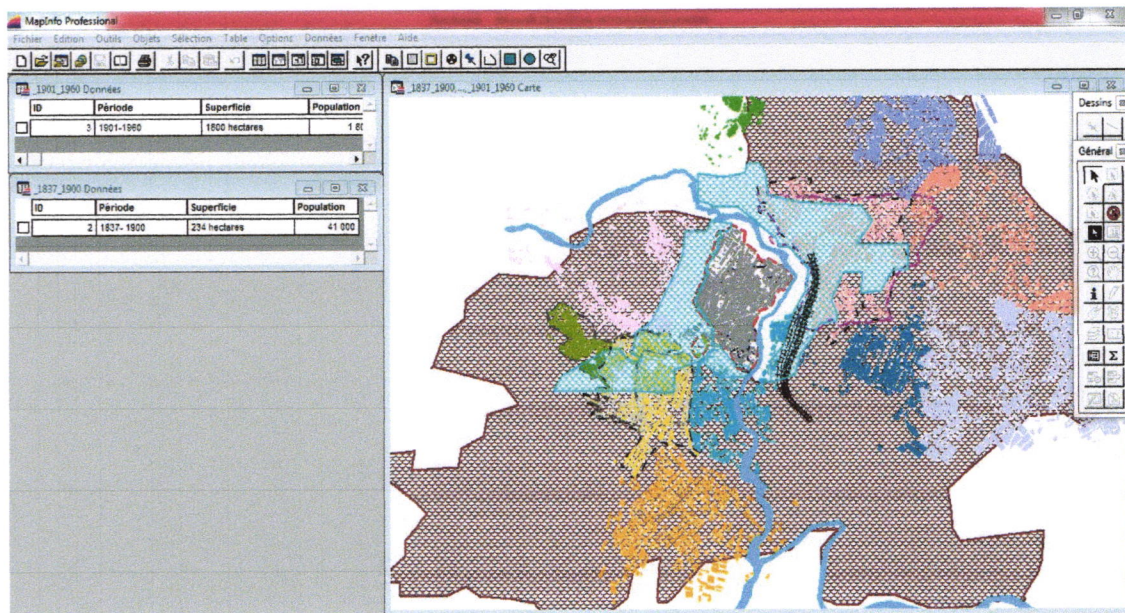 MapInfo Professional
Fichier Edition Outils Objets Sélection Table Options Données Fenêtre Aide
_1901_1960 Données
ID Période Superficie Population
3 1901-1960 1600 hectares
_1837_1900 Données
ID Période Superficie Population
2 1837- 1900 234 hectares 41 000
_1837_1900,...,_1901_1960 Carte
Dessins
Général